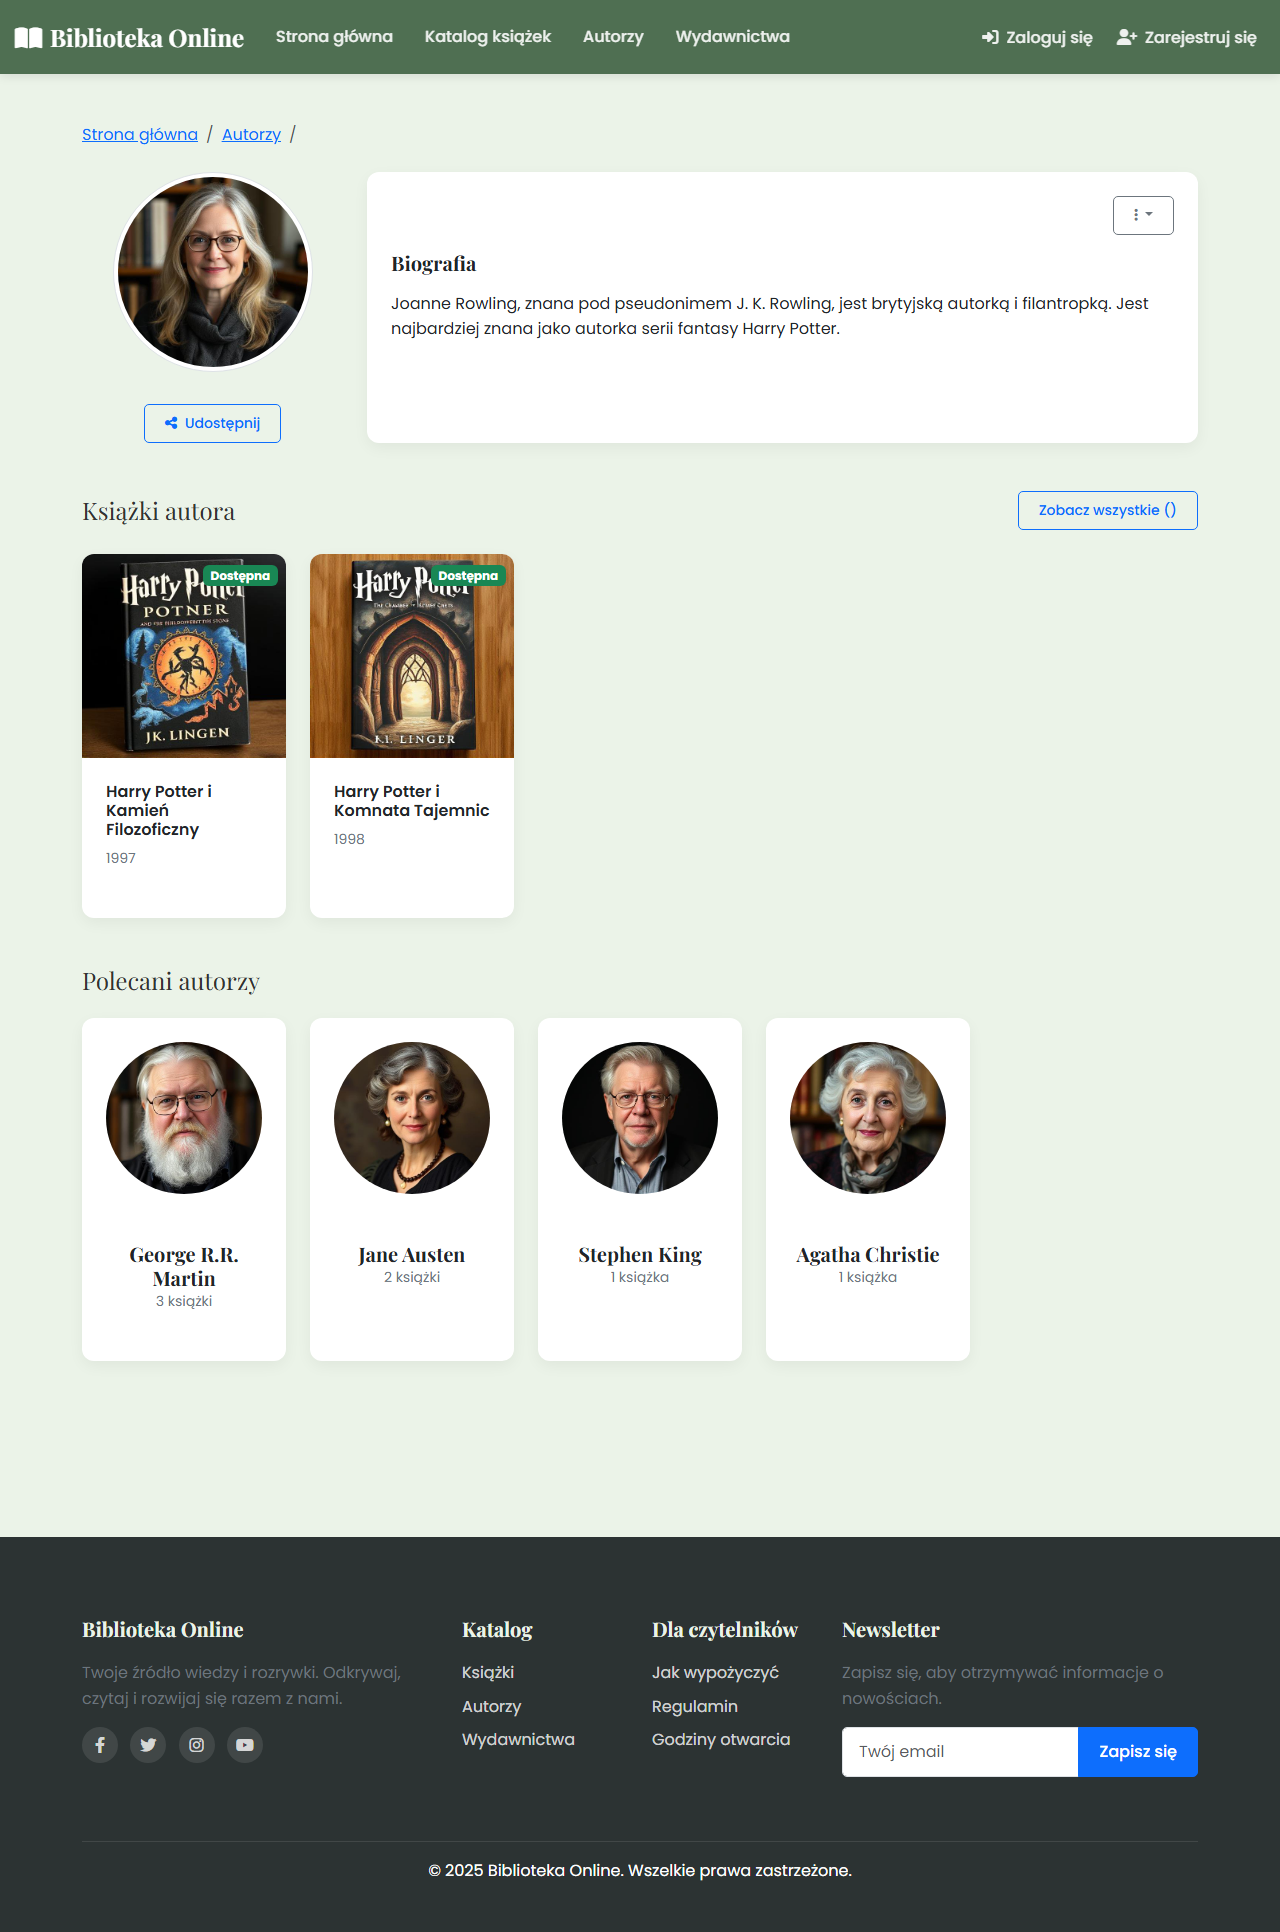 Biblioteka Online
Strona główna
Katalog książek
Autorzy
Wydawnictwa
Zaloguj się
Zarejestruj się
Strona główna / Autorzy /
Udostępnij
Biografia
Joanne Rowling, znana pod pseudonimem J. K. Rowling, jest brytyjską autorką i filantropką. Jest
najbardziej znana jako autorka serii fantasy Harry Potter.
Książki autora
Zobacz wszystkie ()
Dostępna
Harry
POTNER
JK. LINGEN
Harry Potter i
Kamień
Filozoficzny
1997
Dostępna
Harry
K.I. LINGER
Harry Potter i
Komnata Tajemnic
1998
Polecani autorzy
George R.R.
Martin
3 książki
Jane Austen
2 książki
Stephen King
1 książka
Agatha Christie
1 książka
Biblioteka Online
Twoje źródło wiedzy i rozrywki. Odkrywaj,
czytaj i rozwijaj się razem z nami.
Katalog
Książki
Autorzy
Wydawnictwa
Dla czytelników
Jak wypożyczyć
Regulamin
Godziny otwarcia
Newsletter
Zapisz się, aby otrzymywać informacje o
nowościach.
Twój email
Zapisz się
© 2025 Biblioteka Online. Wszelkie prawa zastrzeżone.